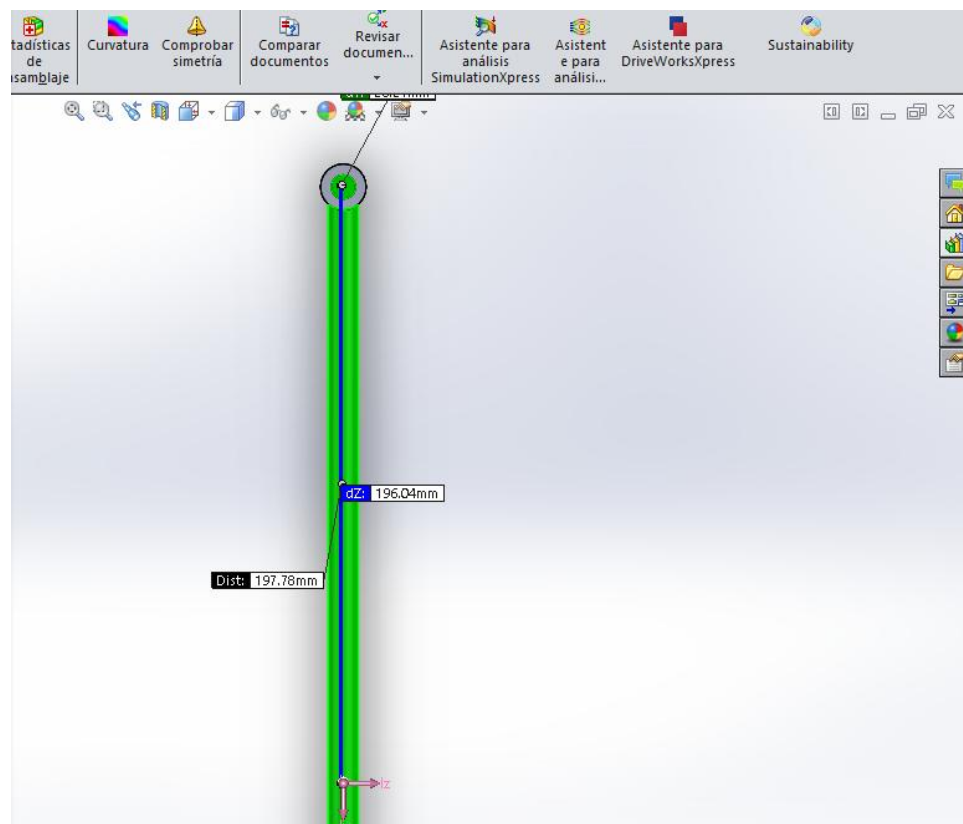 Revisar
tadísticas Curvatura Comprobar Comparar documen... Asistente para Asistent Asistente para Sustainability
de simetría documentos análisis e para DriveWorksXpress
samblaje SimulationXpress análisi...
dZ: 196.04mm
Dist: 197.78mm
Iz